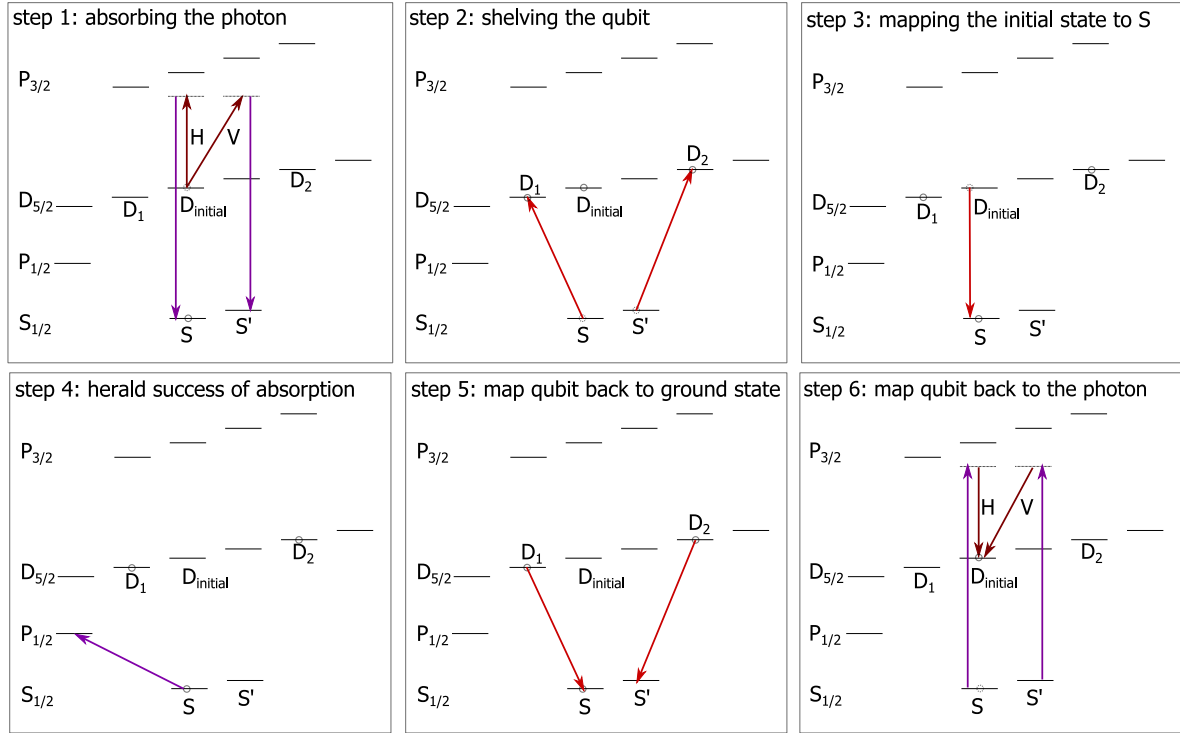 step 1: absorbing the photon
P3/2
H V
D5/2
D1
Dinitial
D2
P1/2
S1/2
S
S'
step 2: shelving the qubit
P3/2
D2
D1
D5/2
Dinitial
P1/2
S1/2
S
S'
step 3: mapping the initial state to S
P3/2
D5/2
D1
Dinitial
D2
P1/2
S1/2
S
S'
step 4: herald success of absorption
P3/2
D2
D5/2
D1
Dinitial
P1/2
S1/2
S
S'
step 5: map qubit back to ground state
P3/2
D2
D1
D5/2
Dinitial
P1/2
S1/2
S
S'
step 6: map qubit back to the photon
P3/2
H V
D2
D5/2
D1
Dinitial
P1/2
S1/2
S
S'